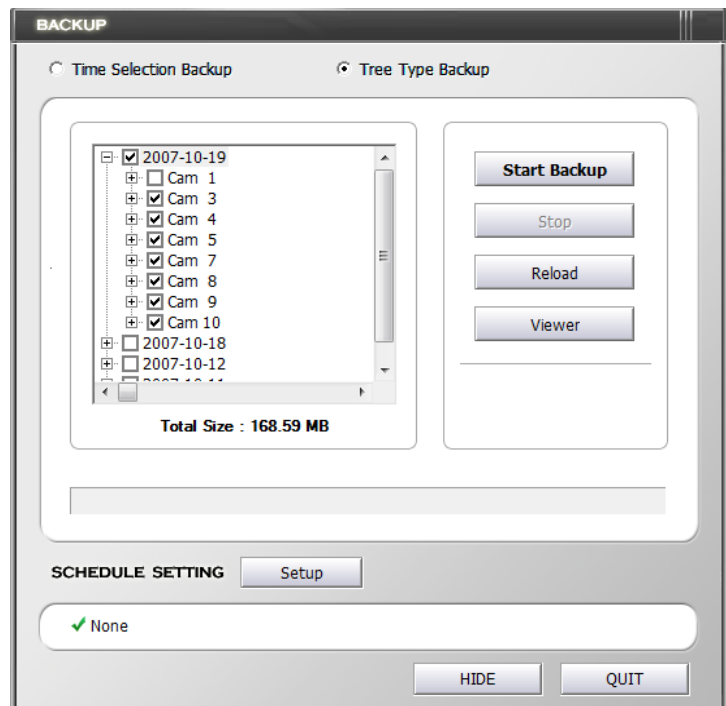 BACKUP
Time Selection Backup Tree Type Backup
2007-10-19
Cam 1
Cam 3
Cam 4
Cam 5
Cam 7
Cam 8
Cam 9
Cam 10
2007-10-18
2007-10-12
Total Size : 168.59 MB
Start Backup
Stop
Reload
Viewer
SCHEDULE SETTING Setup
None
HIDE QUIT